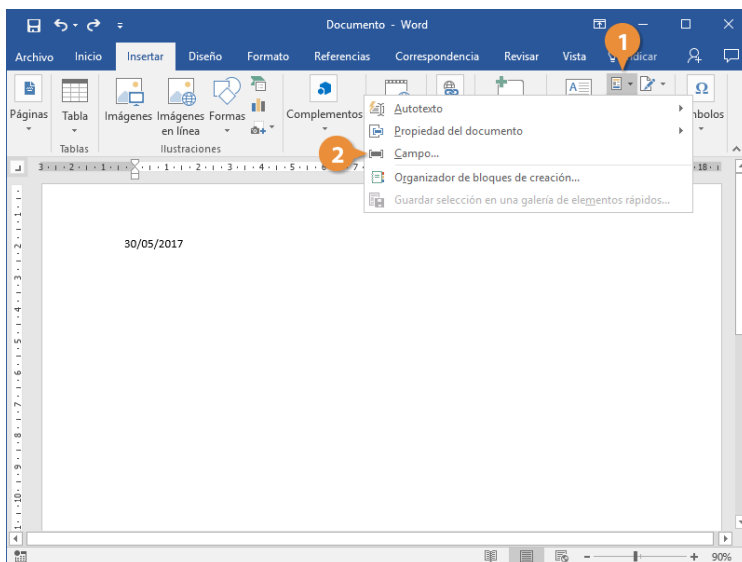 Documento - Word
1
Archivo Inicio Insertar Diseño Formato Referencias Correspondencia Revisar Vista
Páginas Tabla Imágenes Imágenes en línea Formas Complementos
Tablas Ilustraciones
Autotexto
Propiedad del documento
2 Campo...
Organizador de bloques de creación...
Guardar selección en una galería de elementos rápidos...
30/05/2017
90%